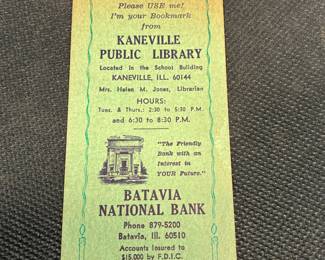 Please USE me!
I'm your Bookmark
from
KANEVILLE
PUBLIC LIBRARY
Located in the School Building
KANEVILLE, ILL. 60144
Mrs. Helen M. Jones, Librarian
HOURS:
Tues. & Thurs.: 2:30 to 5:30 P.M.
and 6:30 to 8:30 P.M.
"The Friendly
Bank with an
Interest in
YOUR Future."
BATAVIA
NATIONAL BANK
Phone 879-5200
Batavia, Ill. 60510
Accounts Insured to
$15,000 by F.D.I.C.